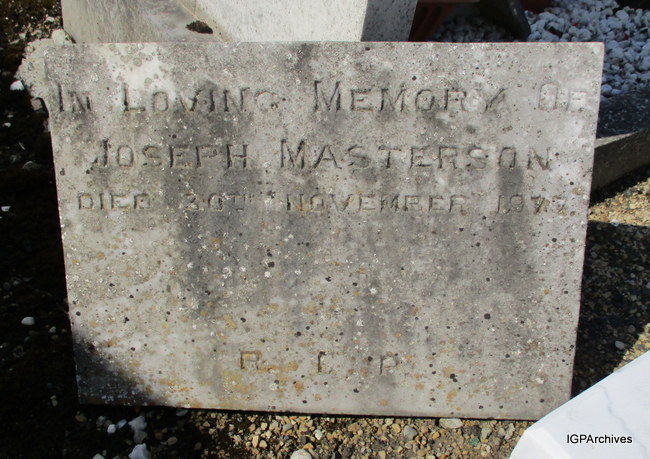 In Loving Memory Of
Joseph Masterson
Died 30th November
R. I. P.
IGPArchives